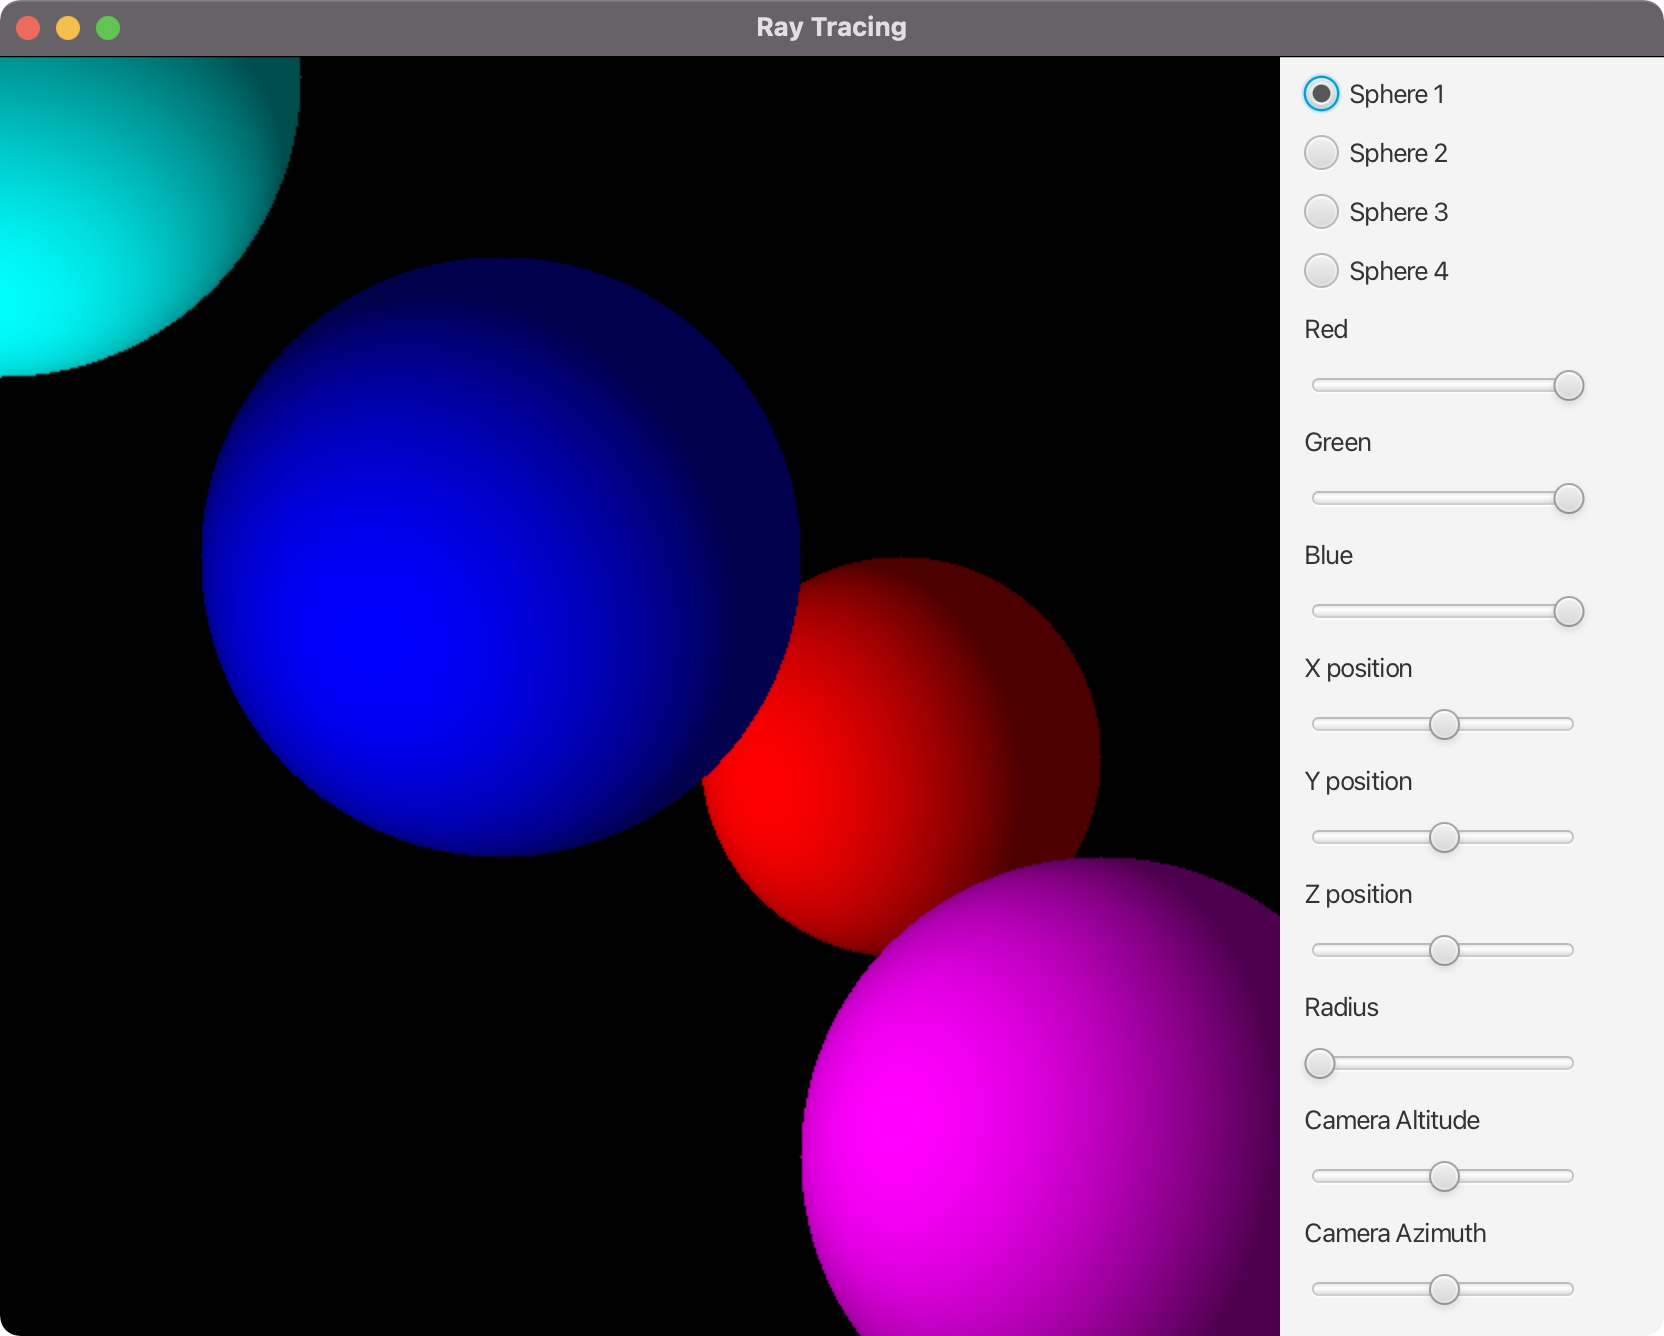 Ray Tracing
Sphere 1
Sphere 2
Sphere 3
Sphere 4
Red
Green
Blue
X position
Y position
Z position
Radius
Camera Altitude
Camera Azimuth